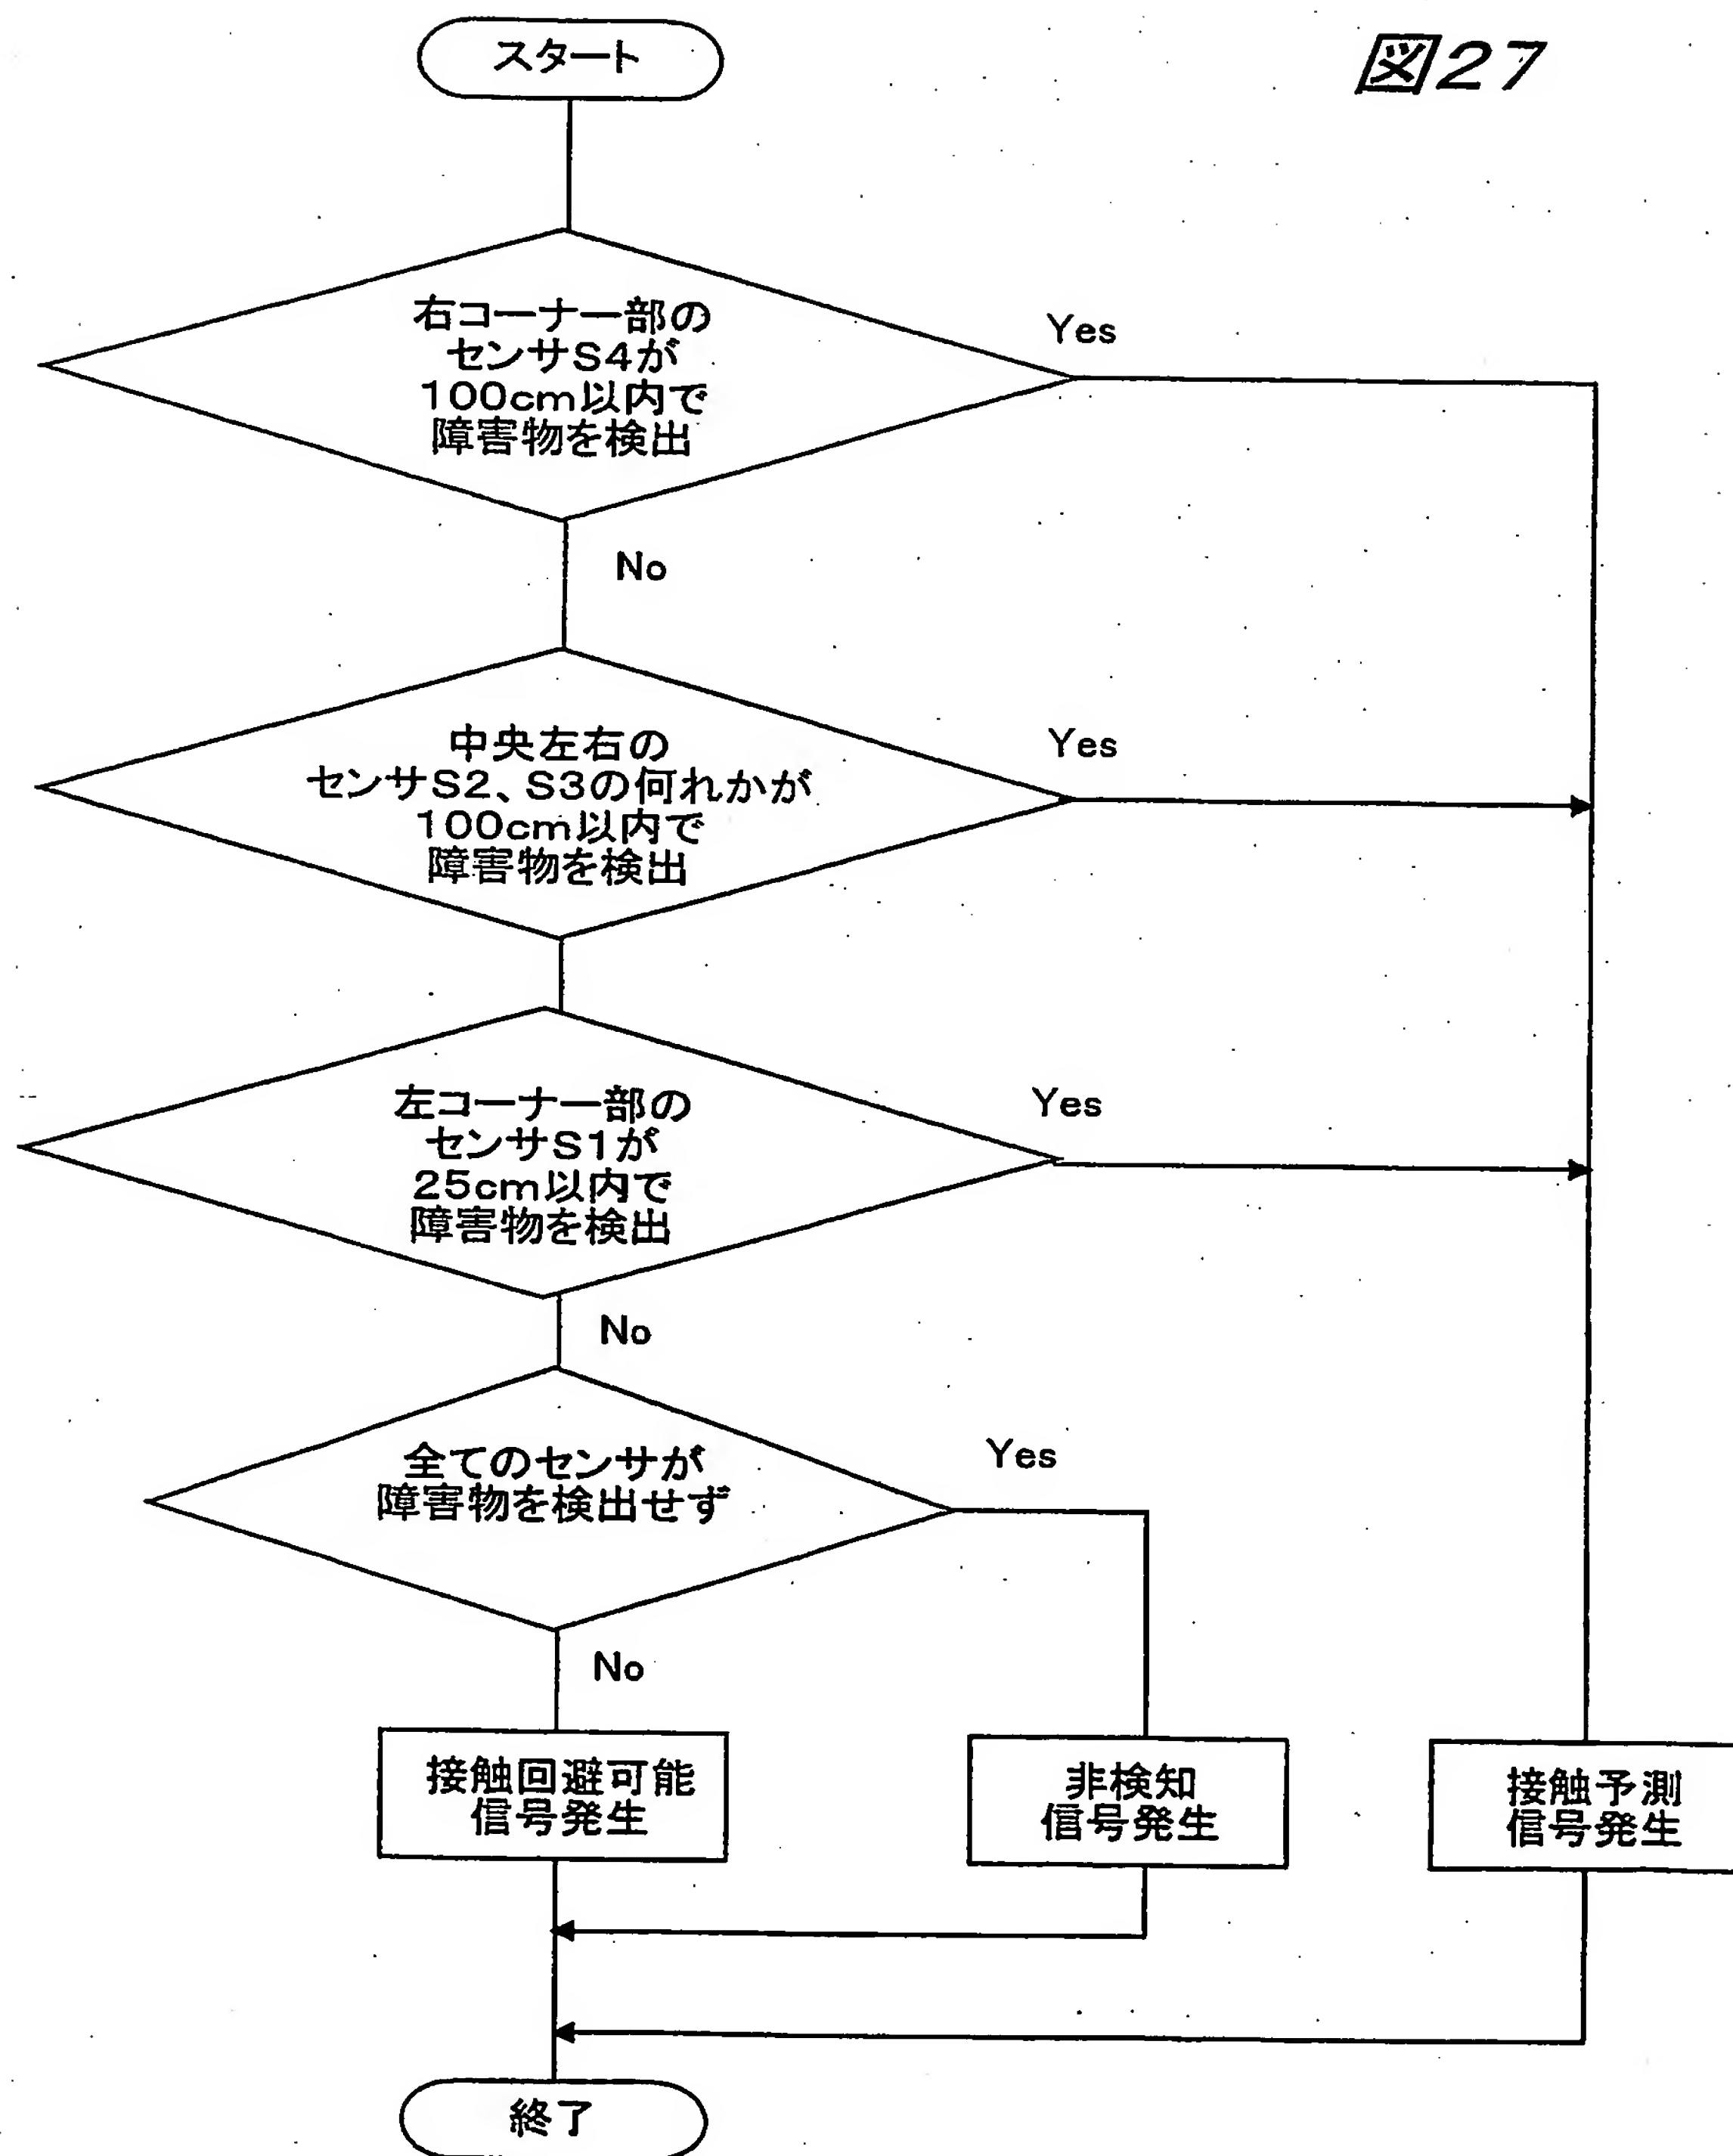 図27
スタート
右コーナー部の
センサS4が
100cm以内で
障害物を検出
Yes
No
中央左右の
センサS2、S3の何れかが
100cm以内で
障害物を検出
Yes
左コーナー部の
センサS1が
25cm以内で
障害物を検出
Yes
No
全てのセンサが
障害物を検出せず
Yes
No
接触回避可能
信号発生
非検知
信号発生
接触予測
信号発生
終了